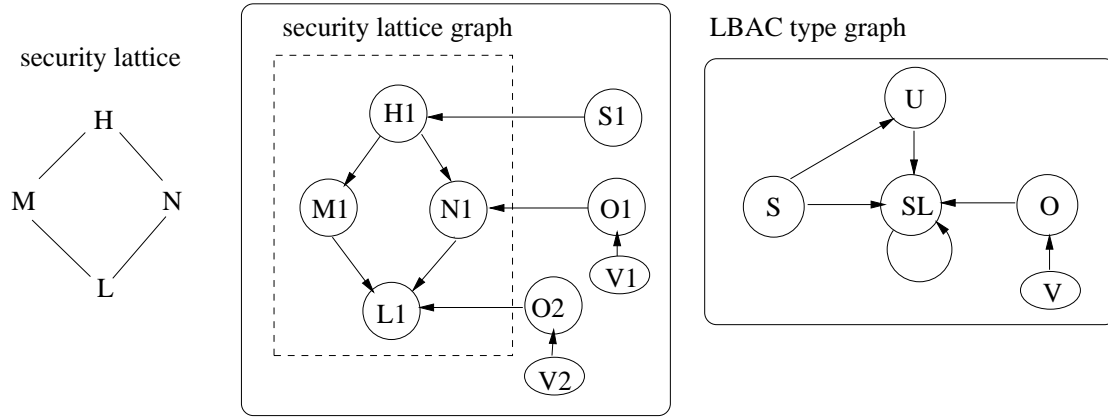 security lattice
H
M
N
L
security lattice graph
H1
S1
M1
N1
O1
V1
L1
O2
V2
LBAC type graph
U
S
SL
O
V